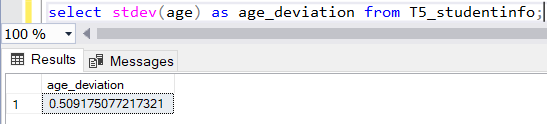 select stdev(age) as age_deviation from T5_studentinfo;
100 %
Results Messages
age_deviation
1 0.509175077217321